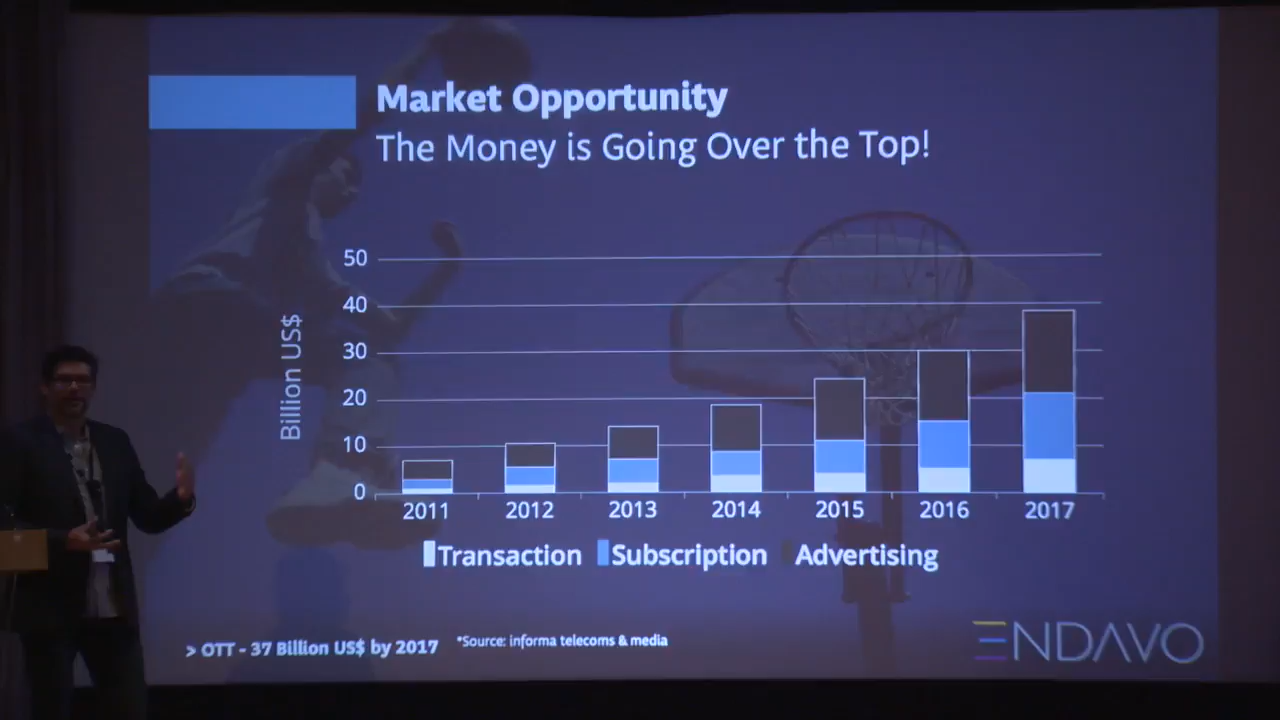 Market Opportunity
The Money is Going Over the Top!
Billion US$
50
40
30
20
10
0
2011 2012 2013 2014 2015 2016 2017
Transaction Subscription Advertising
> OTT - 37 Billion US$ by 2017 *Source: informa telecoms & media
ENDAVO